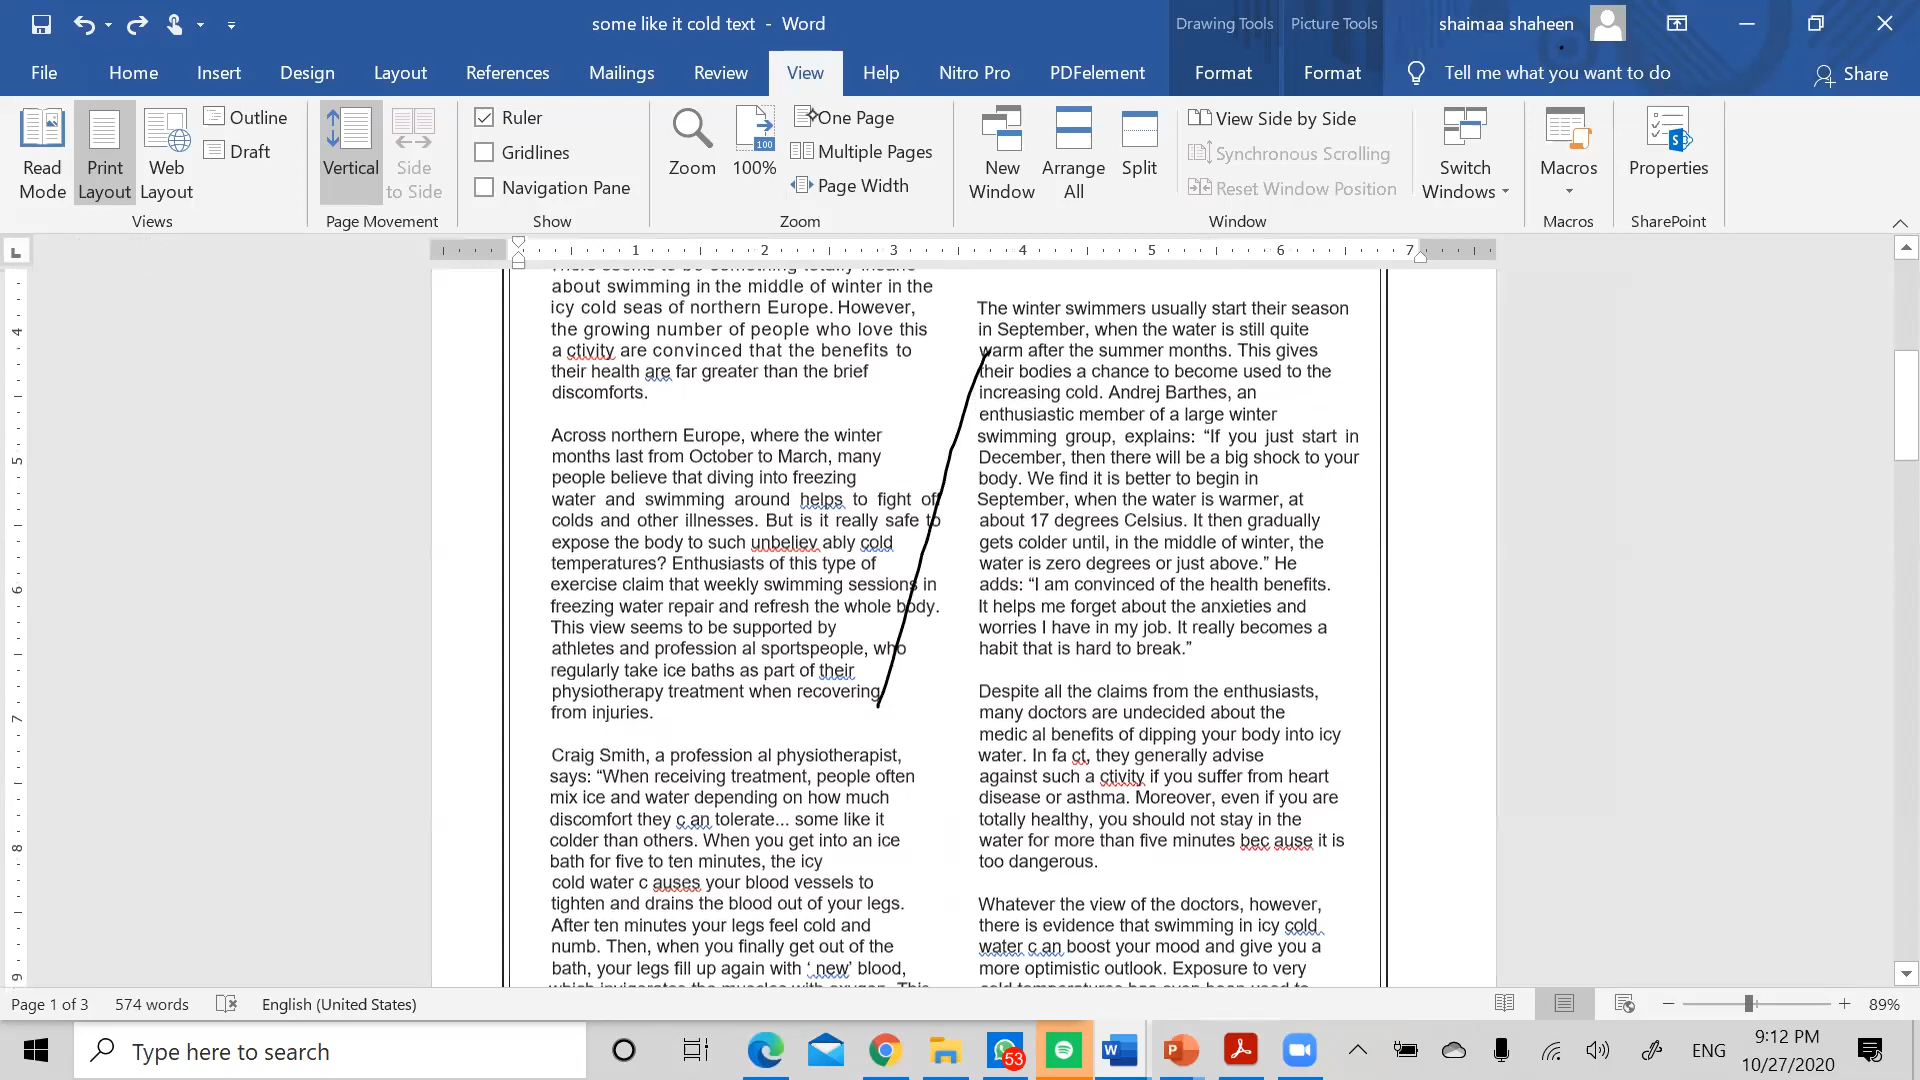 some like it cold text - Word
Drawing Tools
Picture Tools
shaimaa shaheen
File
Home
Insert
Design
Layout
References
Mailings
Review
View
Help
Nitro Pro
PDFelement
Format
Format
Tell me what you want to do
Share
Read Mode
Print Layout
Web Layout
Outline
Draft
Views
Vertical
Side to Side
Page Movement
Ruler
Gridlines
Navigation Pane
Show
Zoom
100
100%
One Page
Multiple Pages
Page Width
Zoom
New Window
Arrange All
Split
View Side by Side
Synchronous Scrolling
Reset Window Position
Window
Switch Windows
Macros
Macros
Properties
SharePoint
L
1 2 3 4 5 6 7
4
5
6
7
8
9
There seems to be something totally insane
about swimming in the middle of winter in the
icy cold seas of northern Europe. However,
the growing number of people who love this
a ctivity are convinced that the benefits to
their health are far greater than the brief
discomforts.
Across northern Europe, where the winter
months last from October to March, many
people believe that diving into freezing
water and swimming around helps to fight off
colds and other illnesses. But is it really safe to
expose the body to such unbeliev ably cold
temperatures? Enthusiasts of this type of
exercise claim that weekly swimming sessions in
freezing water repair and refresh the whole body.
This view seems to be supported by
athletes and profession al sportspeople, who
regularly take ice baths as part of their
physiotherapy treatment when recovering
from injuries.
Craig Smith, a profession al physiotherapist,
says: “When receiving treatment, people often
mix ice and water depending on how much
discomfort they c an tolerate... some like it
colder than others. When you get into an ice
bath for five to ten minutes, the icy
cold water c auses your blood vessels to
tighten and drains the blood out of your legs.
After ten minutes your legs feel cold and
numb. Then, when you finally get out of the
bath, your legs fill up again with ‘ new’ blood,
which invigorates the muscles with oxygen. This
The winter swimmers usually start their season
in September, when the water is still quite
warm after the summer months. This gives
their bodies a chance to become used to the
increasing cold. Andrej Barthes, an
enthusiastic member of a large winter
swimming group, explains: “If you just start in
December, then there will be a big shock to your
body. We find it is better to begin in
September, when the water is warmer, at
about 17 degrees Celsius. It then gradually
gets colder until, in the middle of winter, the
water is zero degrees or just above.” He
adds: “I am convinced of the health benefits.
It helps me forget about the anxieties and
worries I have in my job. It really becomes a
habit that is hard to break.”
Despite all the claims from the enthusiasts,
many doctors are undecided about the
medic al benefits of dipping your body into icy
water. In fa ct, they generally advise
against such a ctivity if you suffer from heart
disease or asthma. Moreover, even if you are
totally healthy, you should not stay in the
water for more than five minutes bec ause it is
too dangerous.
Whatever the view of the doctors, however,
there is evidence that swimming in icy cold
water c an boost your mood and give you a
more optimistic outlook. Exposure to very
cold temperatures has even been used to
Page 1 of 3
574 words
English (United States)
89%
Type here to search
53
ENG
9:12 PM
10/27/2020